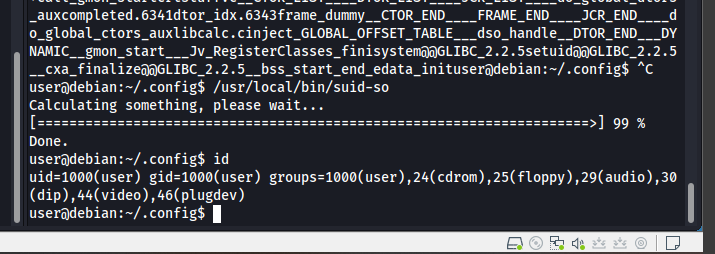 _auxcompleted.6341dtor_idx.6343frame_dummy__CTOR_END____FRAME_END____JCR_END____d
o_global_ctors_auxlibcalc.cinject_GLOBAL_OFFSET_TABLE___dso_handle__DTOR_END___DY
NAMIC__gmon_start___Jv_RegisterClasses_finisystem@@GLIBC_2.2.5setuid@@GLIBC_2.2.5
__cxa_finalize@@GLIBC_2.2.5__bss_start_end_edata_inituser@debian:~/.config$ ^C
user@debian:~/.config$ /usr/local/bin/suid-so
Calculating something, please wait...
[=====================================================================>] 99 %
Done.
user@debian:~/.config$ id
uid=1000(user) gid=1000(user) groups=1000(user),24(cdrom),25(floppy),29(audio),30
(dip),44(video),46(plugdev)
user@debian:~/.config$